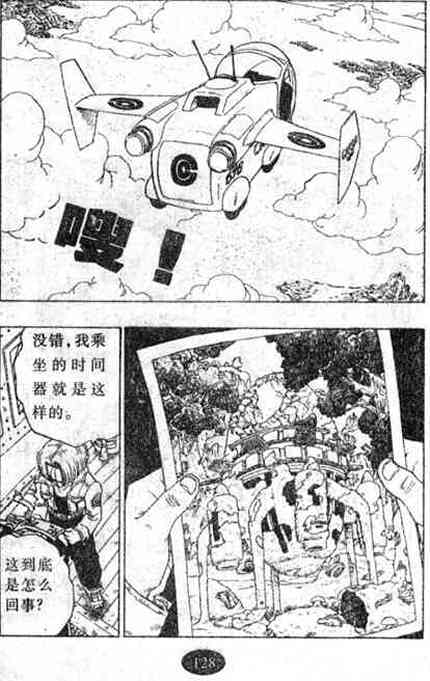 嗖！
没错，我乘
坐的时间
器就是这
样的。
这到底
是怎么
回事？
128